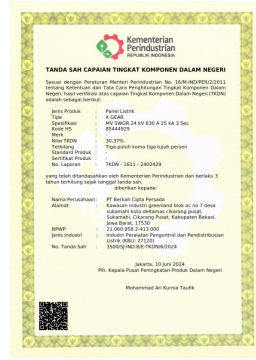 Kementerian
Perindustrian
REPUBLIK INDONESIA
TANDA SAH CAPAIAN TINGKAT KOMPONEN DALAM NEGERI
Sesuai dengan Peraturan Menteri Perindustrian No. 16/M-IND/PER/2/2011
tentang Ketentuan dan Tata Cara Penghitungan Tingkat Komponen Dalam
Negeri, hasil verifikasi atas capaian Tingkat Komponen Dalam Negeri (TKDN)
adalah sebagai berikut:
Jenis Produk : Panel Listrik
Tipe : X GEAR
Spesifikasi : MV SWGR 24 kV 630 A 25 kA 3 Sec
Kode HS : 85444929
Merk : -
Nilai TKDN : 30,37%
Terbilang : Tiga puluh koma tiga tujuh persen
Standard Produk : -
Sertifikat Produk : -
No. Laporan : TKDN - 1611 - 2402429
yang telah ditandasahkan oleh Kementerian Perindustrian dan berlaku 3
tahun terhitung sejak tanggal tanda sah,
diberikan kepada:
Nama Perusahaan : PT Berkah Cipta Persada
Alamat : Kawasan industri greenland blok ac no 7 desa
sukamahi kota deltamas cikarang pusat,
Sukamahi, Cikarang Pusat, Kabupaten Bekasi,
Jawa Barat, 17530
NPWP : 21.060.958.2-413.000
Jenis Industri : Industri Peralatan Pengontrol dan Pendistribusian
Listrik (KBLI: 27120)
No. Tanda Sah : 3500/SJ-IND.8/E-TKDN/6/2024
Jakarta, 10 Juni 2024
Plh. Kepala Pusat Peningkatan Produk Dalam Negeri
Mohammad Ari Kurnia Taufik